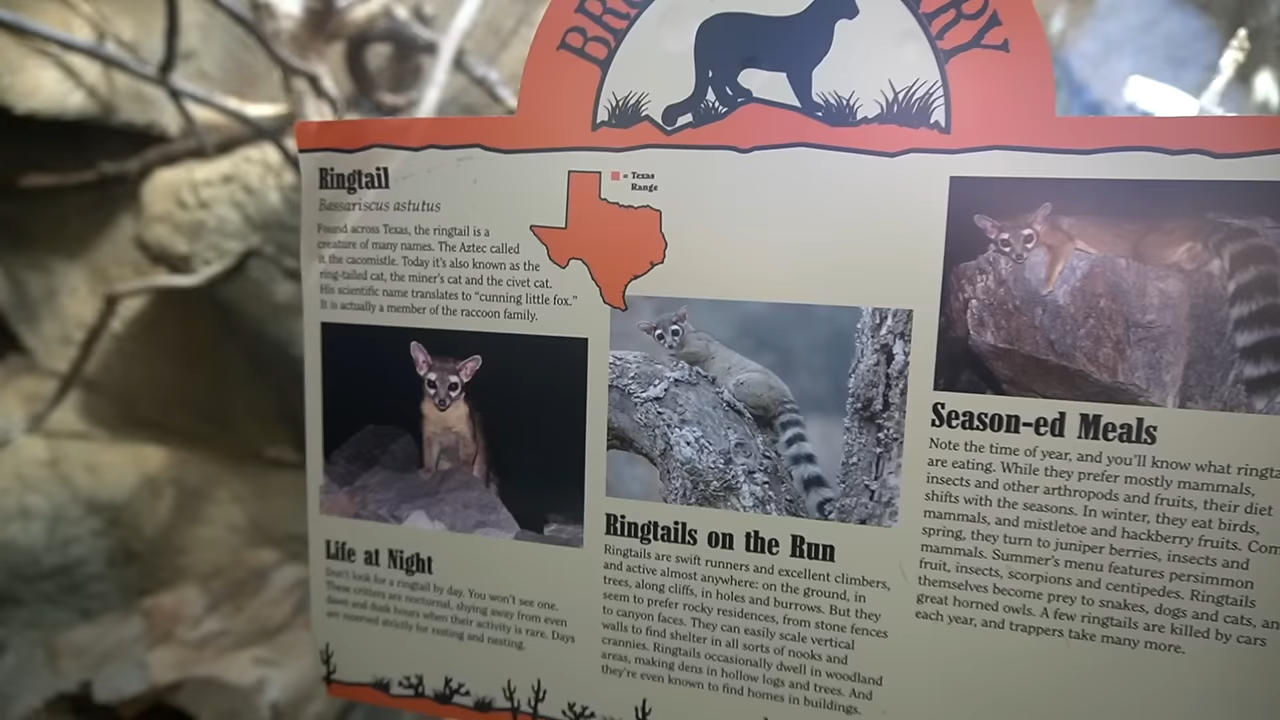 BR RY
Ringtail
Bassariscus astutus
Found across Texas, the ringtail is a
creature of many names. The Aztec called
it the cacomistle. Today it's also known as the
ring-tailed cat, the miner's cat and the civet cat.
His scientific name translates to "cunning little fox."
It is actually a member of the raccoon family.
= Texas
Range
Life at Night
Don't look for a ringtail by day. You won't see one.
These critters are nocturnal, shying away from even
dawn and dusk hours when their activity is rare. Days
are reserved strictly for resting and nesting.
Ringtails on the Run
Ringtails are swift runners and excellent climbers,
and active almost anywhere: on the ground, in
trees, along cliffs, in holes and burrows. But they
seem to prefer rocky residences, from stone fences
to canyon faces. They can easily scale vertical
walls to find shelter in all sorts of nooks and
crannies. Ringtails occasionally dwell in woodland
areas, making dens in hollow logs and trees. And
they're even known to find homes in buildings.
Season-ed Meals
Note the time of year, and you'll know what ringta
are eating. While they prefer mostly mammals,
insects and other arthropods and fruits, their diet
shifts with the seasons. In winter, they eat birds,
mammals, and mistletoe and hackberry fruits. Com
spring, they turn to juniper berries, insects and
mammals. Summer's menu features persimmon
fruit, insects, scorpions and centipedes. Ringtails
themselves become prey to snakes, dogs and cats, an
great horned owls. A few ringtails are killed by cars
each year, and trappers take many more.